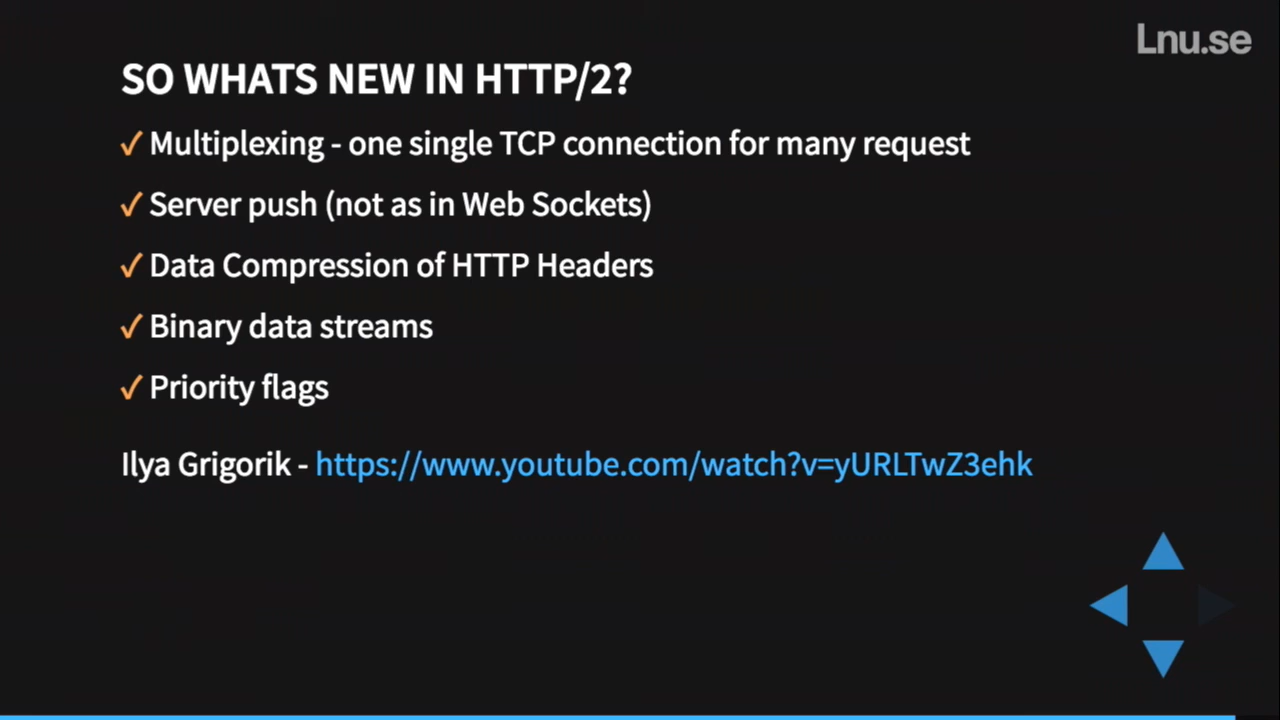 Lnu.se
SO WHATS NEW IN HTTP/2?
✓ Multiplexing - one single TCP connection for many request
✓ Server push (not as in Web Sockets)
✓ Data Compression of HTTP Headers
✓ Binary data streams
✓ Priority flags
Ilya Grigorik - https://www.youtube.com/watch?v=yURLTwZ3ehk